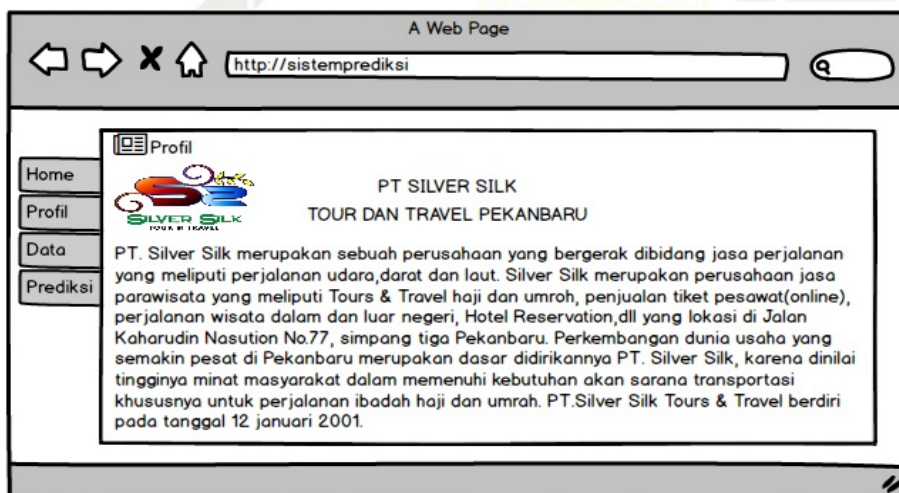 A Web Page
http://sistemprediksi
Profil
Home
Profil
Data
Prediksi
SILVER SILK
TOUR & TRAVEL
PT SILVER SILK
TOUR DAN TRAVEL PEKANBARU
PT. Silver Silk merupakan sebuah perusahaan yang bergerak dibidang jasa perjalanan
yang meliputi perjalanan udara,darat dan laut. Silver Silk merupakan perusahaan jasa
parawisata yang meliputi Tours & Travel haji dan umroh, penjualan tiket pesawat(online),
perjalanan wisata dalam dan luar negeri, Hotel Reservation,dll yang lokasi di Jalan
Kaharudin Nasution No.77, simpang tiga Pekanbaru. Perkembangan dunia usaha yang
semakin pesat di Pekanbaru merupakan dasar didirikannya PT. Silver Silk, karena dinilai
tingginya minat masyarakat dalam memenuhi kebutuhan akan sarana transportasi
khususnya untuk perjalanan ibadah haji dan umrah. PT.Silver Silk Tours & Travel berdiri
pada tanggal 12 januari 2001.